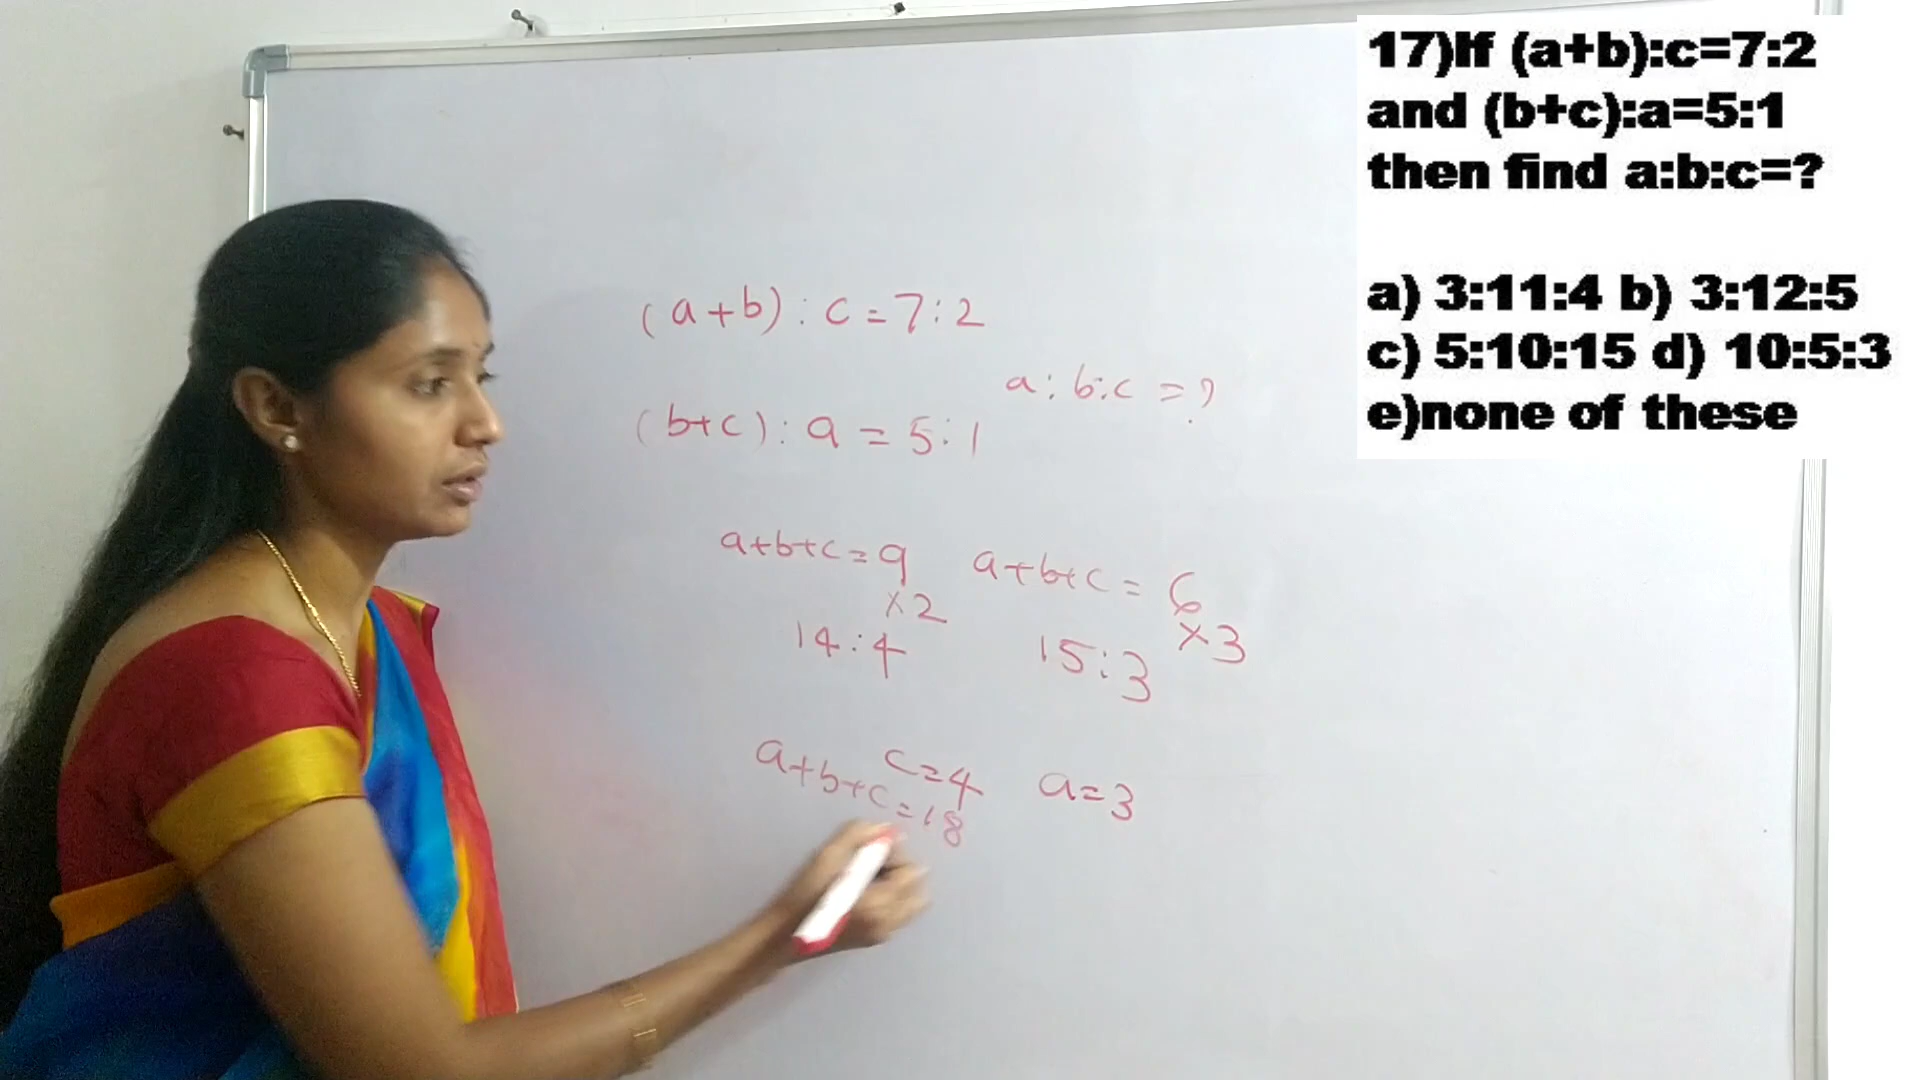 17)If (a+b):c=7:2
and (b+c):a=5:1
then find a:b:c=?
a) 3:11:4 b) 3:12:5
c) 5:10:15 d) 10:5:3
e)none of these
(a+b):c=7:2
a:b:c=?
(b+c):a=5:1
a+b+c=9 a+b+c=6
×2 ×3
14:4 15:3
c=4 a=3
a+b+c=18